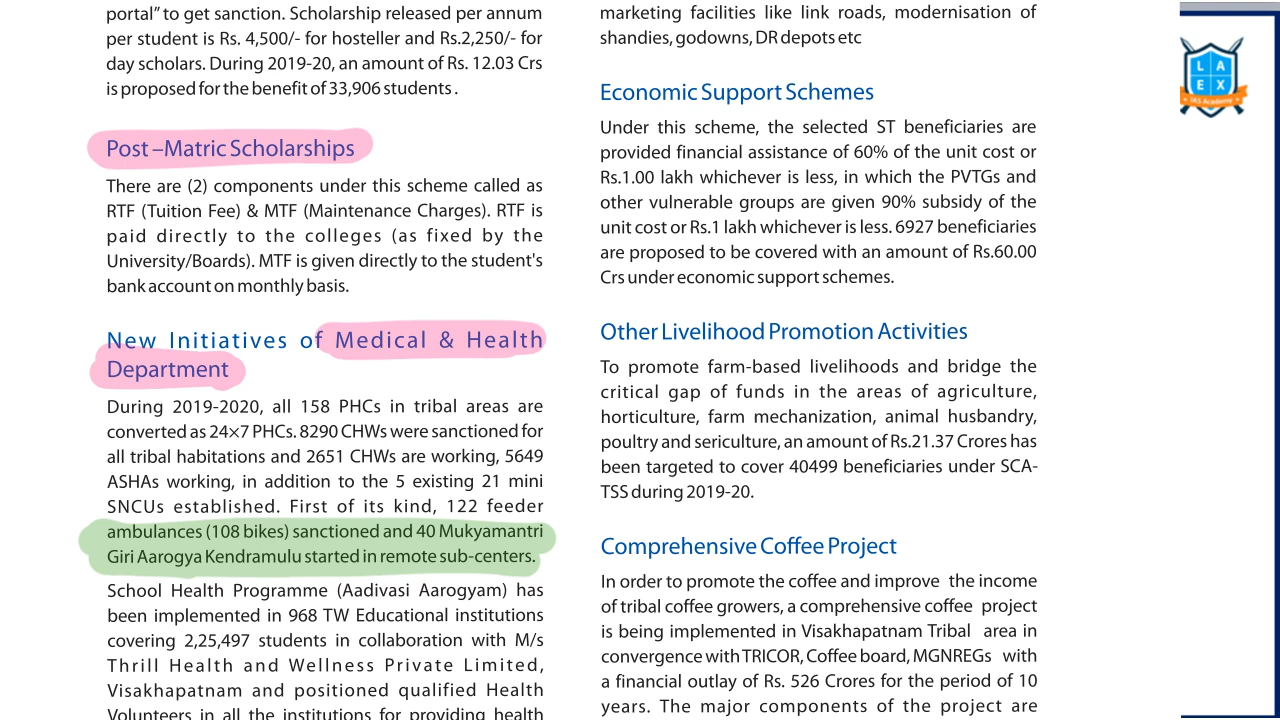 portal” to get sanction. Scholarship released per annum
per student is Rs. 4,500/- for hosteller and Rs.2,250/- for
day scholars. During 2019-20, an amount of Rs. 12.03 Crs
is proposed for the benefit of 33,906 students .
Post –Matric Scholarships
There are (2) components under this scheme called as
RTF (Tuition Fee) & MTF (Maintenance Charges). RTF is
paid directly to the colleges (as fixed by the
University/Boards). MTF is given directly to the student's
bank account on monthly basis.
New Initiatives of Medical & Health
Department
During 2019-2020, all 158 PHCs in tribal areas are
converted as 24×7 PHCs. 8290 CHWs were sanctioned for
all tribal habitations and 2651 CHWs are working, 5649
ASHAs working, in addition to the 5 existing 21 mini
SNCUs established. First of its kind, 122 feeder
ambulances (108 bikes) sanctioned and 40 Mukyamantri
Giri Aarogya Kendramulu started in remote sub-centers.
School Health Programme (Aadivasi Aarogyam) has
been implemented in 968 TW Educational institutions
covering 2,25,497 students in collaboration with M/s
Thrill Health and Wellness Private Limited,
Visakhapatnam and positioned qualified Health
Volunteers in all the institutions for providing health
marketing facilities like link roads, modernisation of
shandies, godowns, DR depots etc
Economic Support Schemes
Under this scheme, the selected ST beneficiaries are
provided financial assistance of 60% of the unit cost or
Rs.1.00 lakh whichever is less, in which the PVTGs and
other vulnerable groups are given 90% subsidy of the
unit cost or Rs.1 lakh whichever is less. 6927 beneficiaries
are proposed to be covered with an amount of Rs.60.00
Crs under economic support schemes.
Other Livelihood Promotion Activities
To promote farm-based livelihoods and bridge the
critical gap of funds in the areas of agriculture,
horticulture, farm mechanization, animal husbandry,
poultry and sericulture, an amount of Rs.21.37 Crores has
been targeted to cover 40499 beneficiaries under SCA-
TSS during 2019-20.
Comprehensive Coffee Project
In order to promote the coffee and improve the income
of tribal coffee growers, a comprehensive coffee project
is being implemented in Visakhapatnam Tribal area in
convergence with TRICOR, Coffee board, MGNREGs with
a financial outlay of Rs. 526 Crores for the period of 10
years. The major components of the project are
L A
E X
IAS Academy